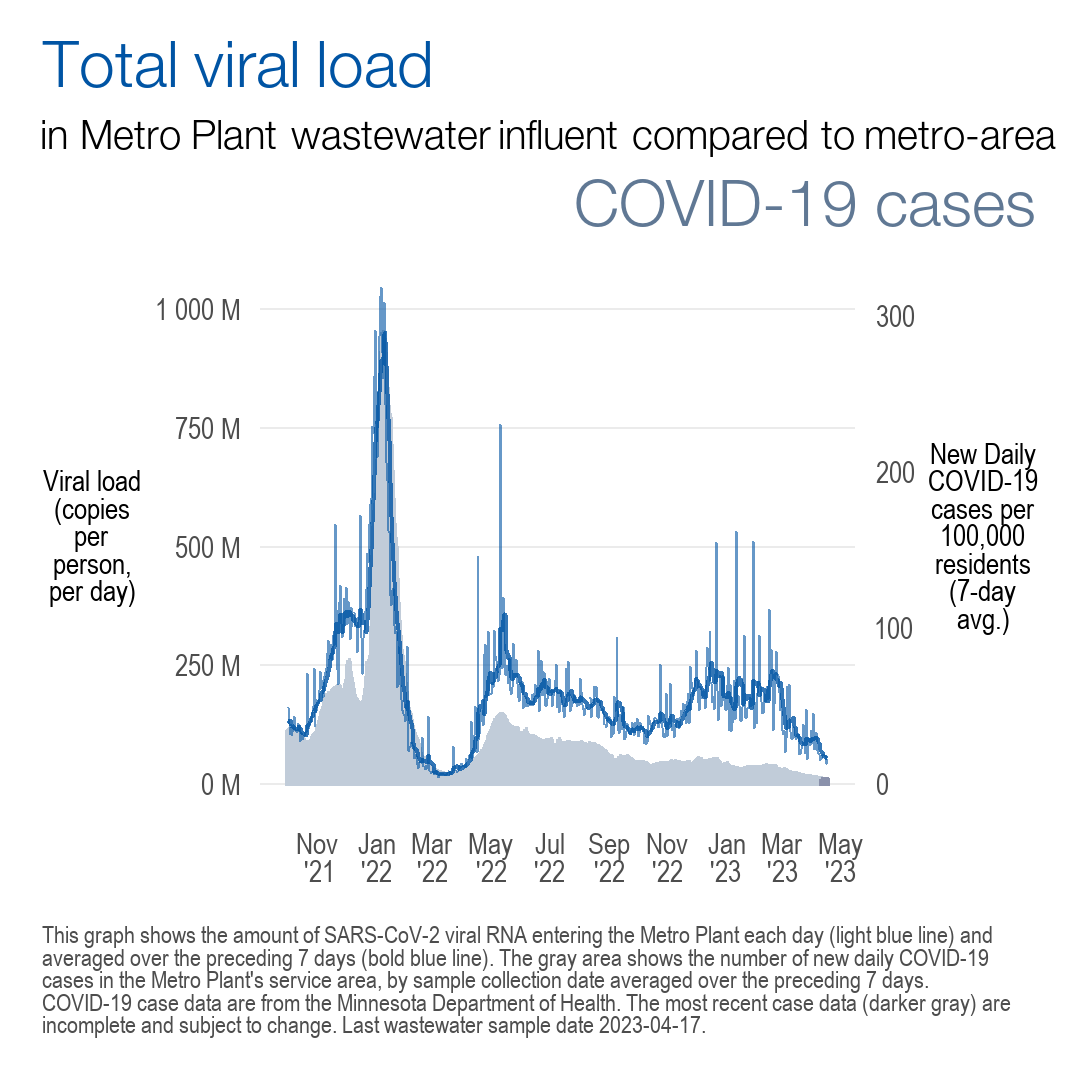 Total viral load
in Metro Plant wastewater influent compared to metro-area
COVID-19 cases
1 000 M
750 M
500 M
250 M
0 M
Viral load
(copies
per
person,
per day)
300
200
100
0
New Daily
COVID-19
cases per
100,000
residents
(7-day
avg.)
Nov '21
Jan '22
Mar '22
May '22
Jul '22
Sep '22
Nov '22
Jan '23
Mar '23
May '23
This graph shows the amount of SARS-CoV-2 viral RNA entering the Metro Plant each day (light blue line) and
averaged over the preceding 7 days (bold blue line). The gray area shows the number of new daily COVID-19
cases in the Metro Plant's service area, by sample collection date averaged over the preceding 7 days.
COVID-19 case data are from the Minnesota Department of Health. The most recent case data (darker gray) are
incomplete and subject to change. Last wastewater sample date 2023-04-17.